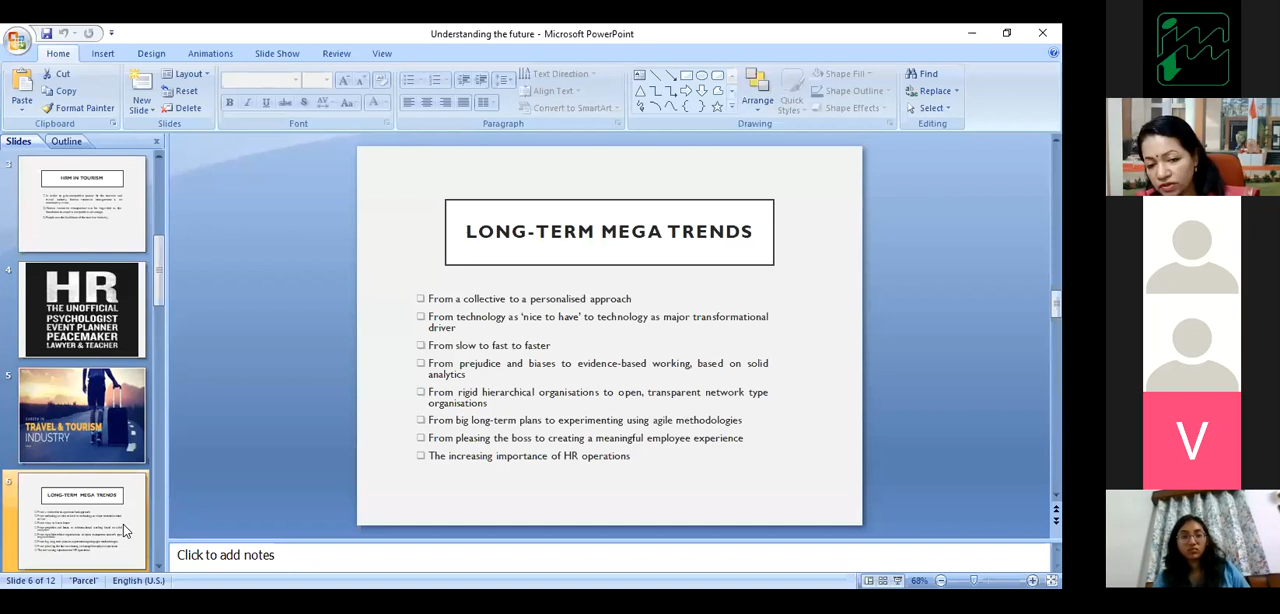 Understanding the future - Microsoft PowerPoint
Home Insert Design Animations Slide Show Review View
Paste
Cut
Copy
Format Painter
Clipboard
New Slide
Layout
Reset
Delete
Slides
B I U abc S AV Aa A
Font
Text Direction
Align Text
Convert to SmartArt
Paragraph
Arrange
Quick Styles
Shape Fill
Shape Outline
Shape Effects
Drawing
Find
Replace
Select
Editing
Slides Outline
3
HRM IN TOURISM
4
HR
THE UNOFFICIAL
PSYCHOLOGIST
EVENT PLANNER
PEACEMAKER
LAWYER & TEACHER
5
CAREER IN
TRAVEL & TOURISM
INDUSTRY
6
LONG-TERM MEGA TRENDS
LONG-TERM MEGA TRENDS
From a collective to a personalised approach
From technology as ‘nice to have’ to technology as major transformational
driver
From slow to fast to faster
From prejudice and biases to evidence-based working, based on solid
analytics
From rigid hierarchical organisations to open, transparent network type
organisations
From big long-term plans to experimenting using agile methodologies
From pleasing the boss to creating a meaningful employee experience
The increasing importance of HR operations
Click to add notes
Slide 6 of 12 "Parcel" English (U.S.) 68%
V